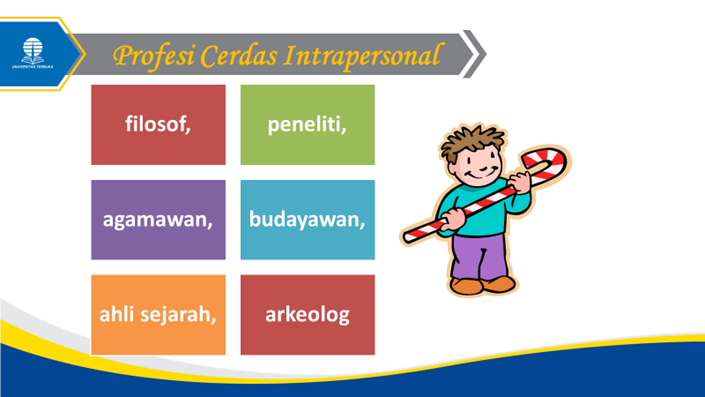 UNIVERSITAS TERBUKA
Profesi Cerdas Intrapersonal
filosof,
peneliti,
agamawan,
budayawan,
ahli sejarah,
arkeolog